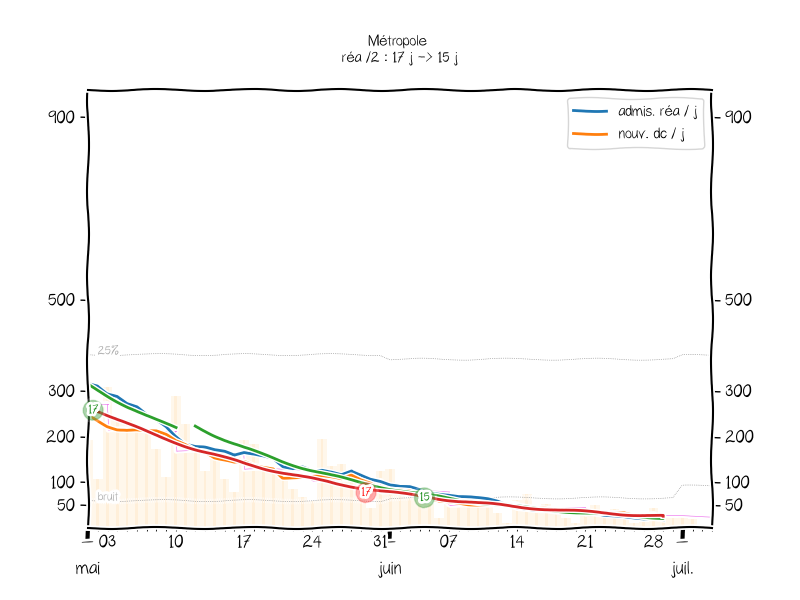 Métropole
réa /2 : 17 j -> 15 j
admis. réa / j
nouv. dc / j
900
900
500
500
25%
300
300
17
200
200
100
100
17
15
bruit
50
50
03 10 17 24 31 07 14 21 28
mai juin juil.